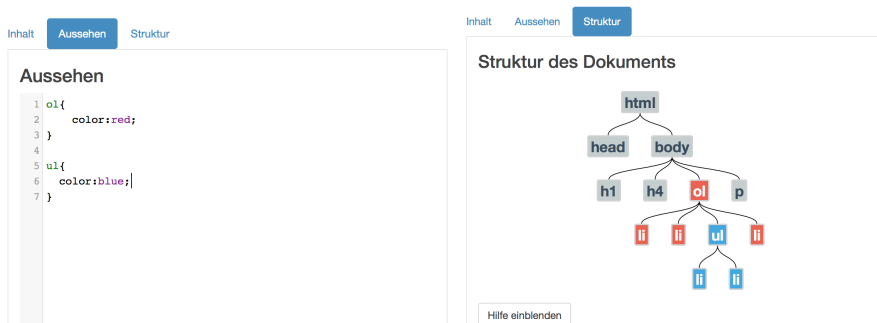 Inhalt Aussehen Struktur
Aussehen
1 ol{
2 color:red;
3 }
4
5 ul{
6 color:blue;
7 }
Inhalt Aussehen Struktur
Struktur des Dokuments
html
head body
h1 h4 ol p
li li ul li
li li
Hilfe einblenden